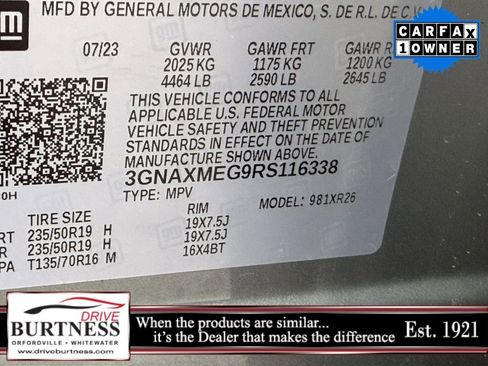 MFD BY GENERAL MOTORS DE MEXICO, S. DE R.L. DE C.V.
gm
CARFAX
1 OWNER
07/23 GVWR GAWR FRT GAWR R
2025 KG 1175 KG 1200 KG
4464 LB 2590 LB 2645 LB
THIS VEHICLE CONFORMS TO ALL
APPLICABLE U.S. FEDERAL MOTOR
VEHICLE SAFETY AND THEFT PREVENTION
STANDARDS IN EFFECT ON THE DATE OF
MANUFACTURE SHOWN ABOVE.
3GNAXMEG9RS116338
TYPE: MPV MODEL: 981XR26
TIRE SIZE RIM
RT 235/50R19 H 19X7.5J
R 235/50R19 H 19X7.5J
PA T135/70R16 M 16X4BT
DRIVE
BURTNESS
ORFORDVILLE • WHITEWATER
www.driveburtness.com
When the products are similar...
...it's the Dealer that makes the difference
Est. 1921